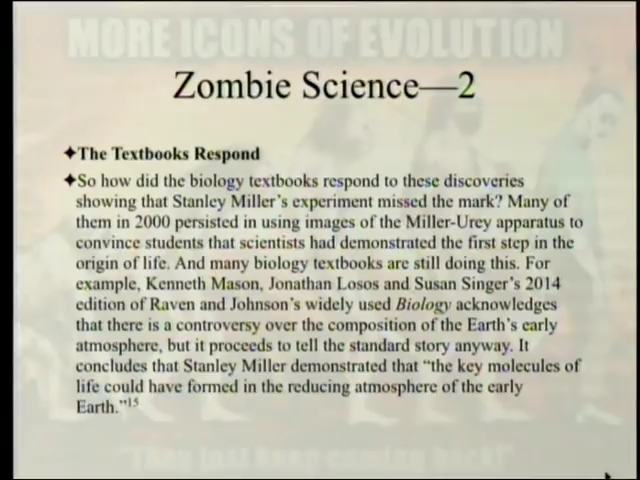 MORE ICONS OF EVOLUTION
Zombie Science—2
✦The Textbooks Respond
✦So how did the biology textbooks respond to these discoveries
showing that Stanley Miller's experiment missed the mark? Many of
them in 2000 persisted in using images of the Miller-Urey apparatus to
convince students that scientists had demonstrated the first step in the
origin of life. And many biology textbooks are still doing this. For
example, Kenneth Mason, Jonathan Losos and Susan Singer's 2014
edition of Raven and Johnson's widely used Biology acknowledges
that there is a controversy over the composition of the Earth's early
atmosphere, but it proceeds to tell the standard story anyway. It
concludes that Stanley Miller demonstrated that “the key molecules of
life could have formed in the reducing atmosphere of the early
Earth.”15
"They just keep coming back!"